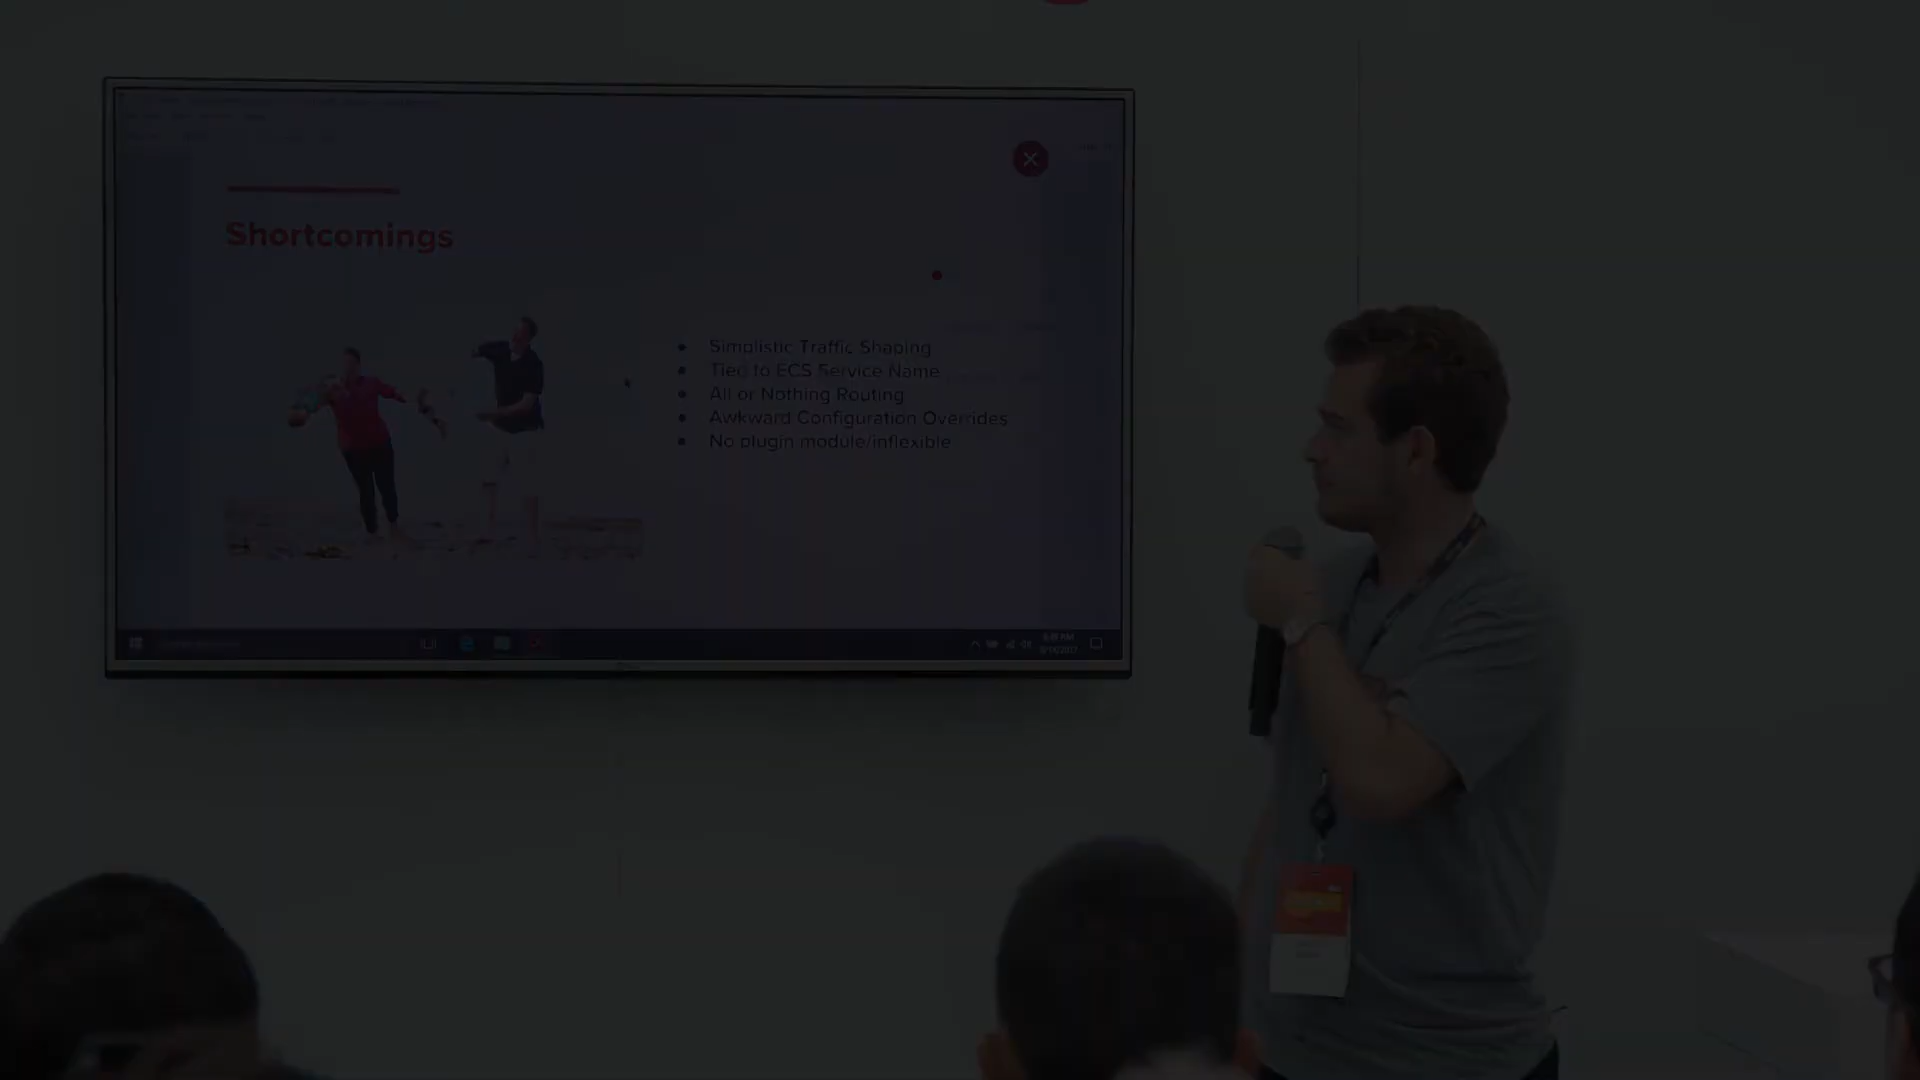 Shortcomings
Simplistic Traffic Shaping
Tied to ECS Service Name
All or Nothing Routing
Awkward Configuration Overrides
No plugin module/inflexible